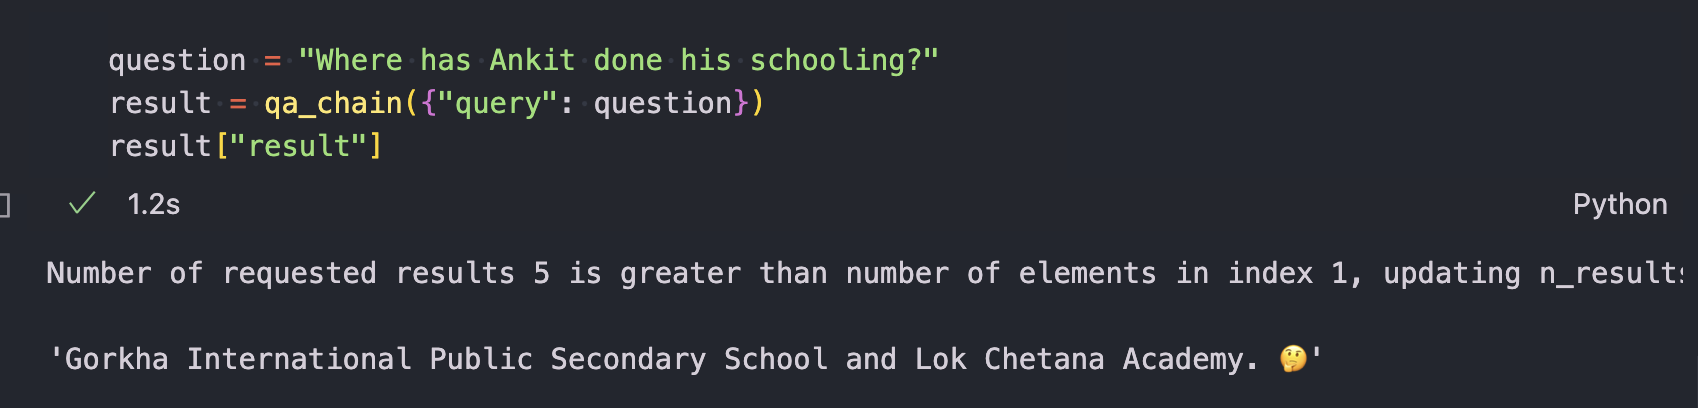 question = "Where has Ankit done his schooling?"
result = qa_chain({"query": question})
result["result"]
1.2s
Python
Number of requested results 5 is greater than number of elements in index 1, updating n_results
'Gorkha International Public Secondary School and Lok Chetana Academy. 🤔'